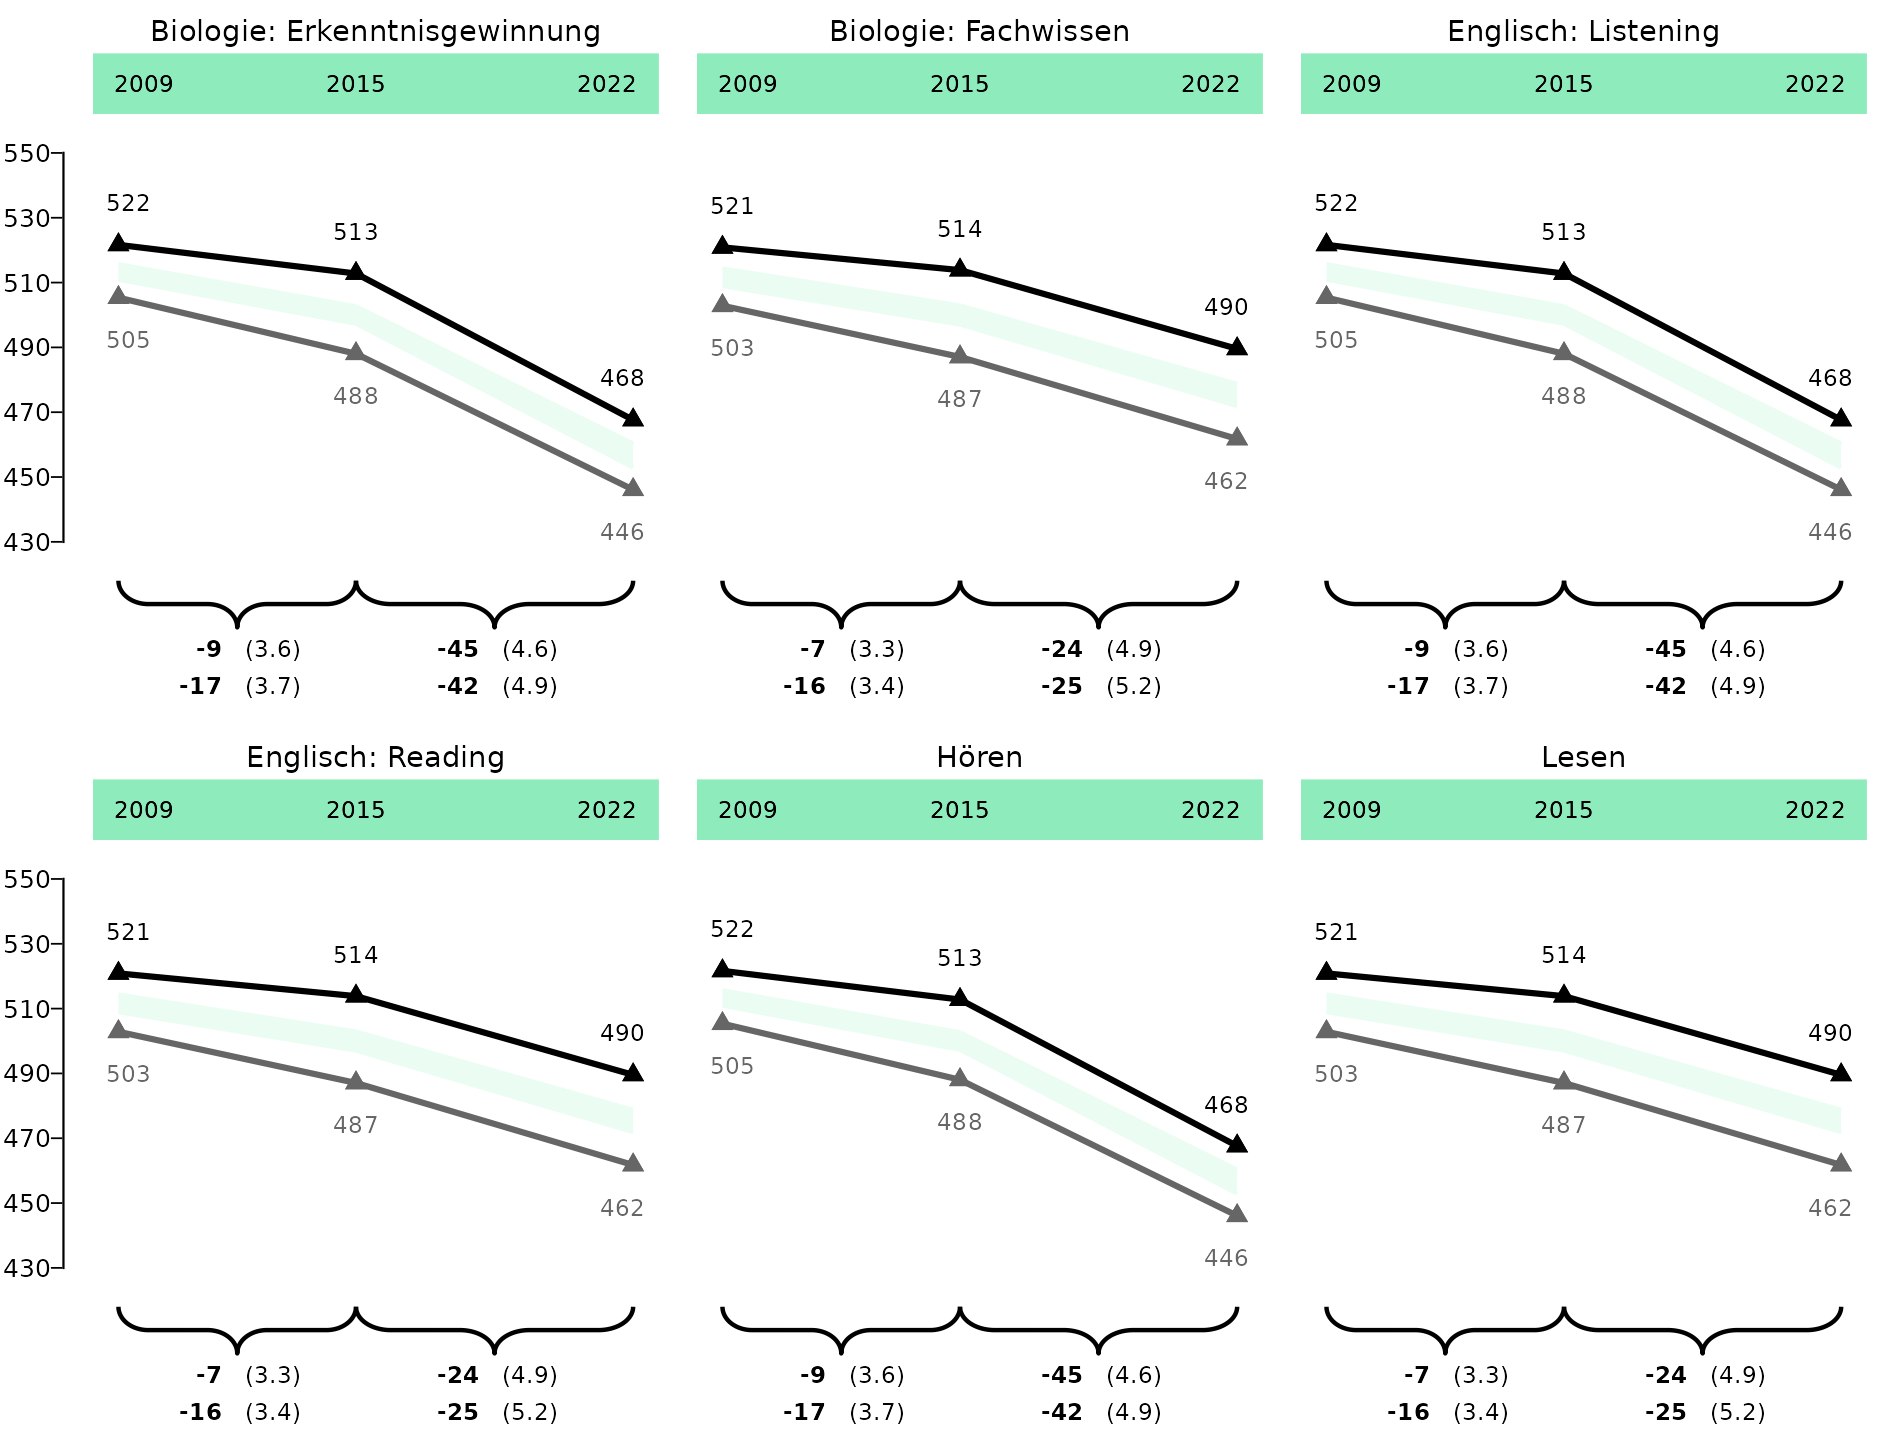 Biologie: Erkenntnisgewinnung Biologie: Fachwissen Englisch: Listening
2009 2015 2022 2009 2015 2022 2009 2015 2022
550
530
510
490
470
450
430
522 513 468
505 488 446
521 514 490
503 487 462
522 513 468
505 488 446
-9 (3.6) -45 (4.6) -7 (3.3) -24 (4.9) -9 (3.6) -45 (4.6)
-17 (3.7) -42 (4.9) -16 (3.4) -25 (5.2) -17 (3.7) -42 (4.9)
Englisch: Reading Hören Lesen
2009 2015 2022 2009 2015 2022 2009 2015 2022
550
530
510
490
470
450
430
521 514 490
503 487 462
522 513 468
505 488 446
521 514 490
503 487 462
-7 (3.3) -24 (4.9) -9 (3.6) -45 (4.6) -7 (3.3) -24 (4.9)
-16 (3.4) -25 (5.2) -17 (3.7) -42 (4.9) -16 (3.4) -25 (5.2)